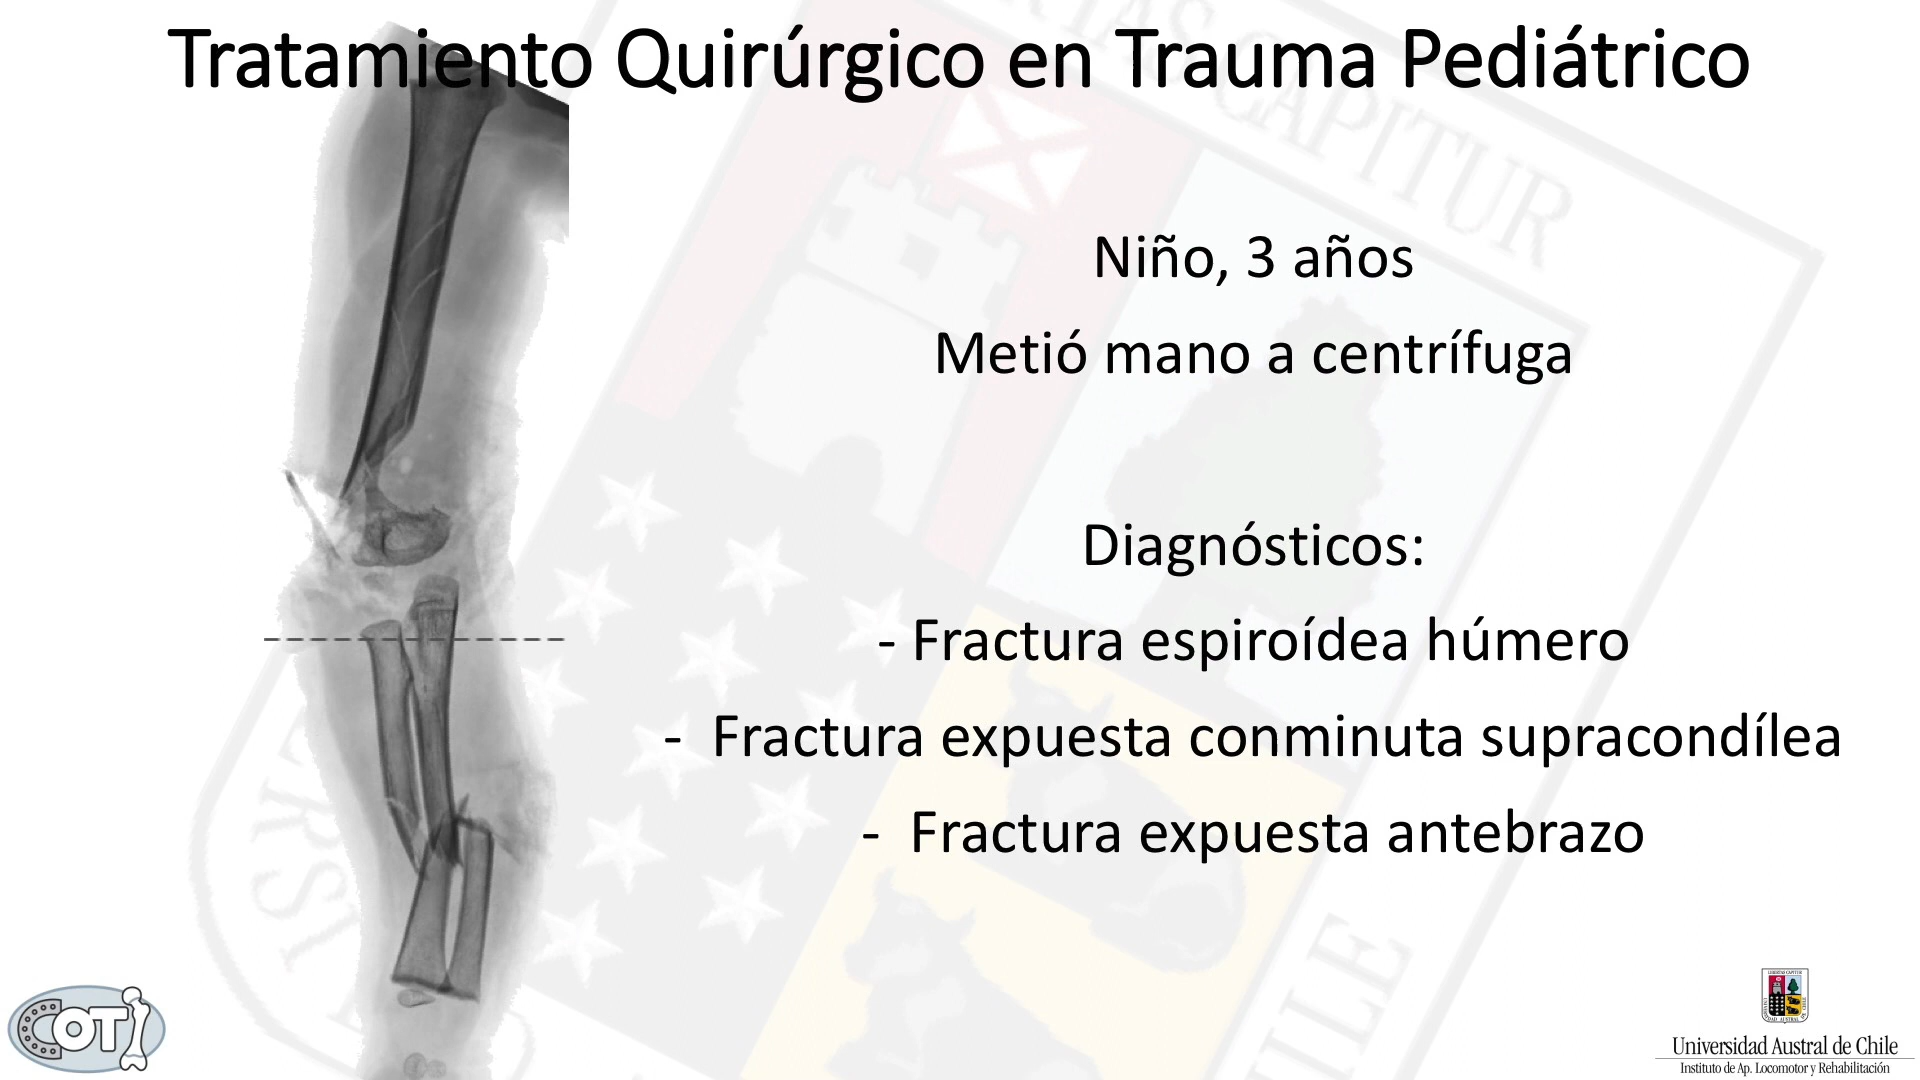 Tratamiento Quirúrgico en Trauma Pediátrico
Niño, 3 años
Metió mano a centrífuga
Diagnósticos:
- Fractura espiroídea húmero
- Fractura expuesta conminuta supracondílea
- Fractura expuesta antebrazo
COT
Universidad Austral de Chile
Instituto de Ap. Locomotor y Rehabilitación